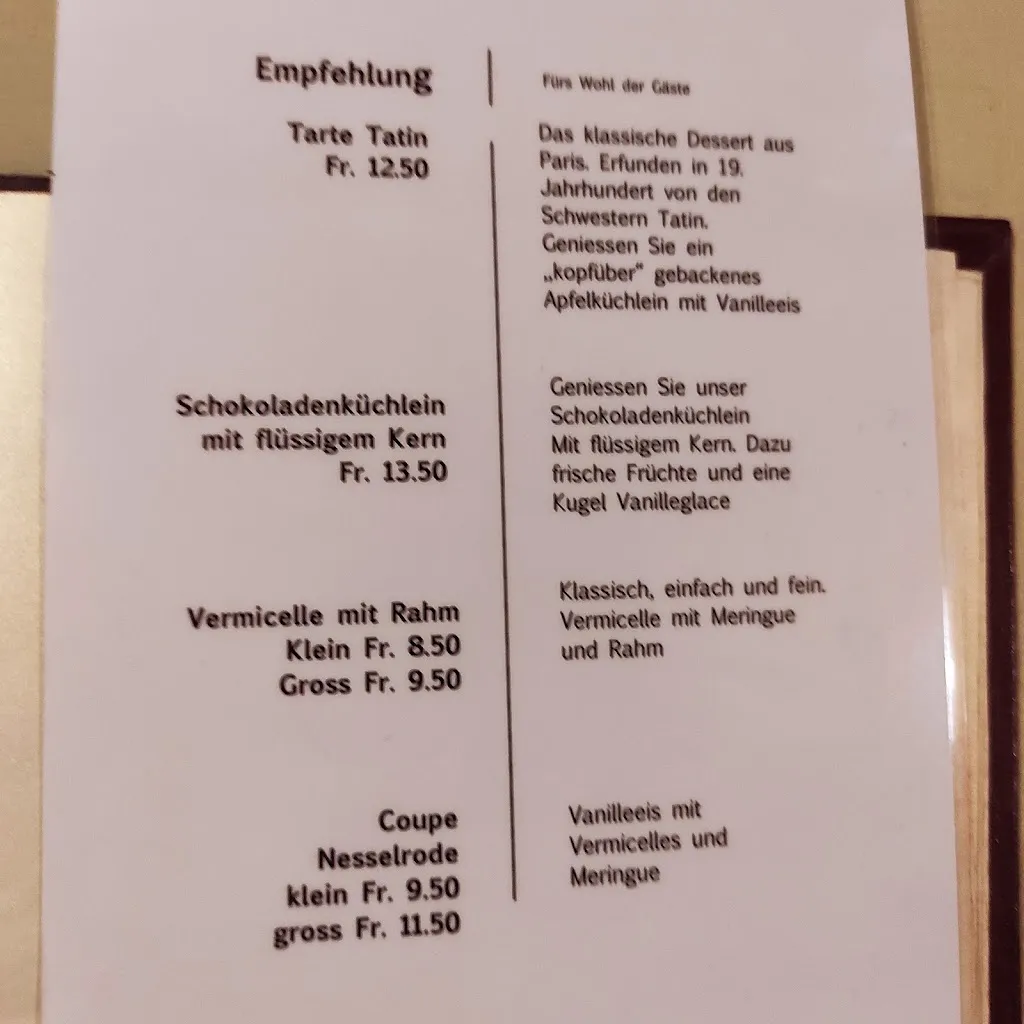 Empfehlung
Fürs Wohl der Gäste
Tarte Tatin
Fr. 12.50
Das klassische Dessert aus
Paris. Erfunden in 19.
Jahrhundert von den
Schwestern Tatin.
Geniessen Sie ein
„kopfüber“ gebackenes
Apfelküchlein mit Vanilleeis
Schokoladenküchlein
mit flüssigem Kern
Fr. 13.50
Geniessen Sie unser
Schokoladenküchlein
Mit flüssigem Kern. Dazu
frische Früchte und eine
Kugel Vanilleglace
Vermicelle mit Rahm
Klein Fr. 8.50
Gross Fr. 9.50
Klassisch, einfach und fein.
Vermicelle mit Meringue
und Rahm
Coupe
Nesselrode
klein Fr. 9.50
gross Fr. 11.50
Vanilleeis mit
Vermicelles und
Meringue